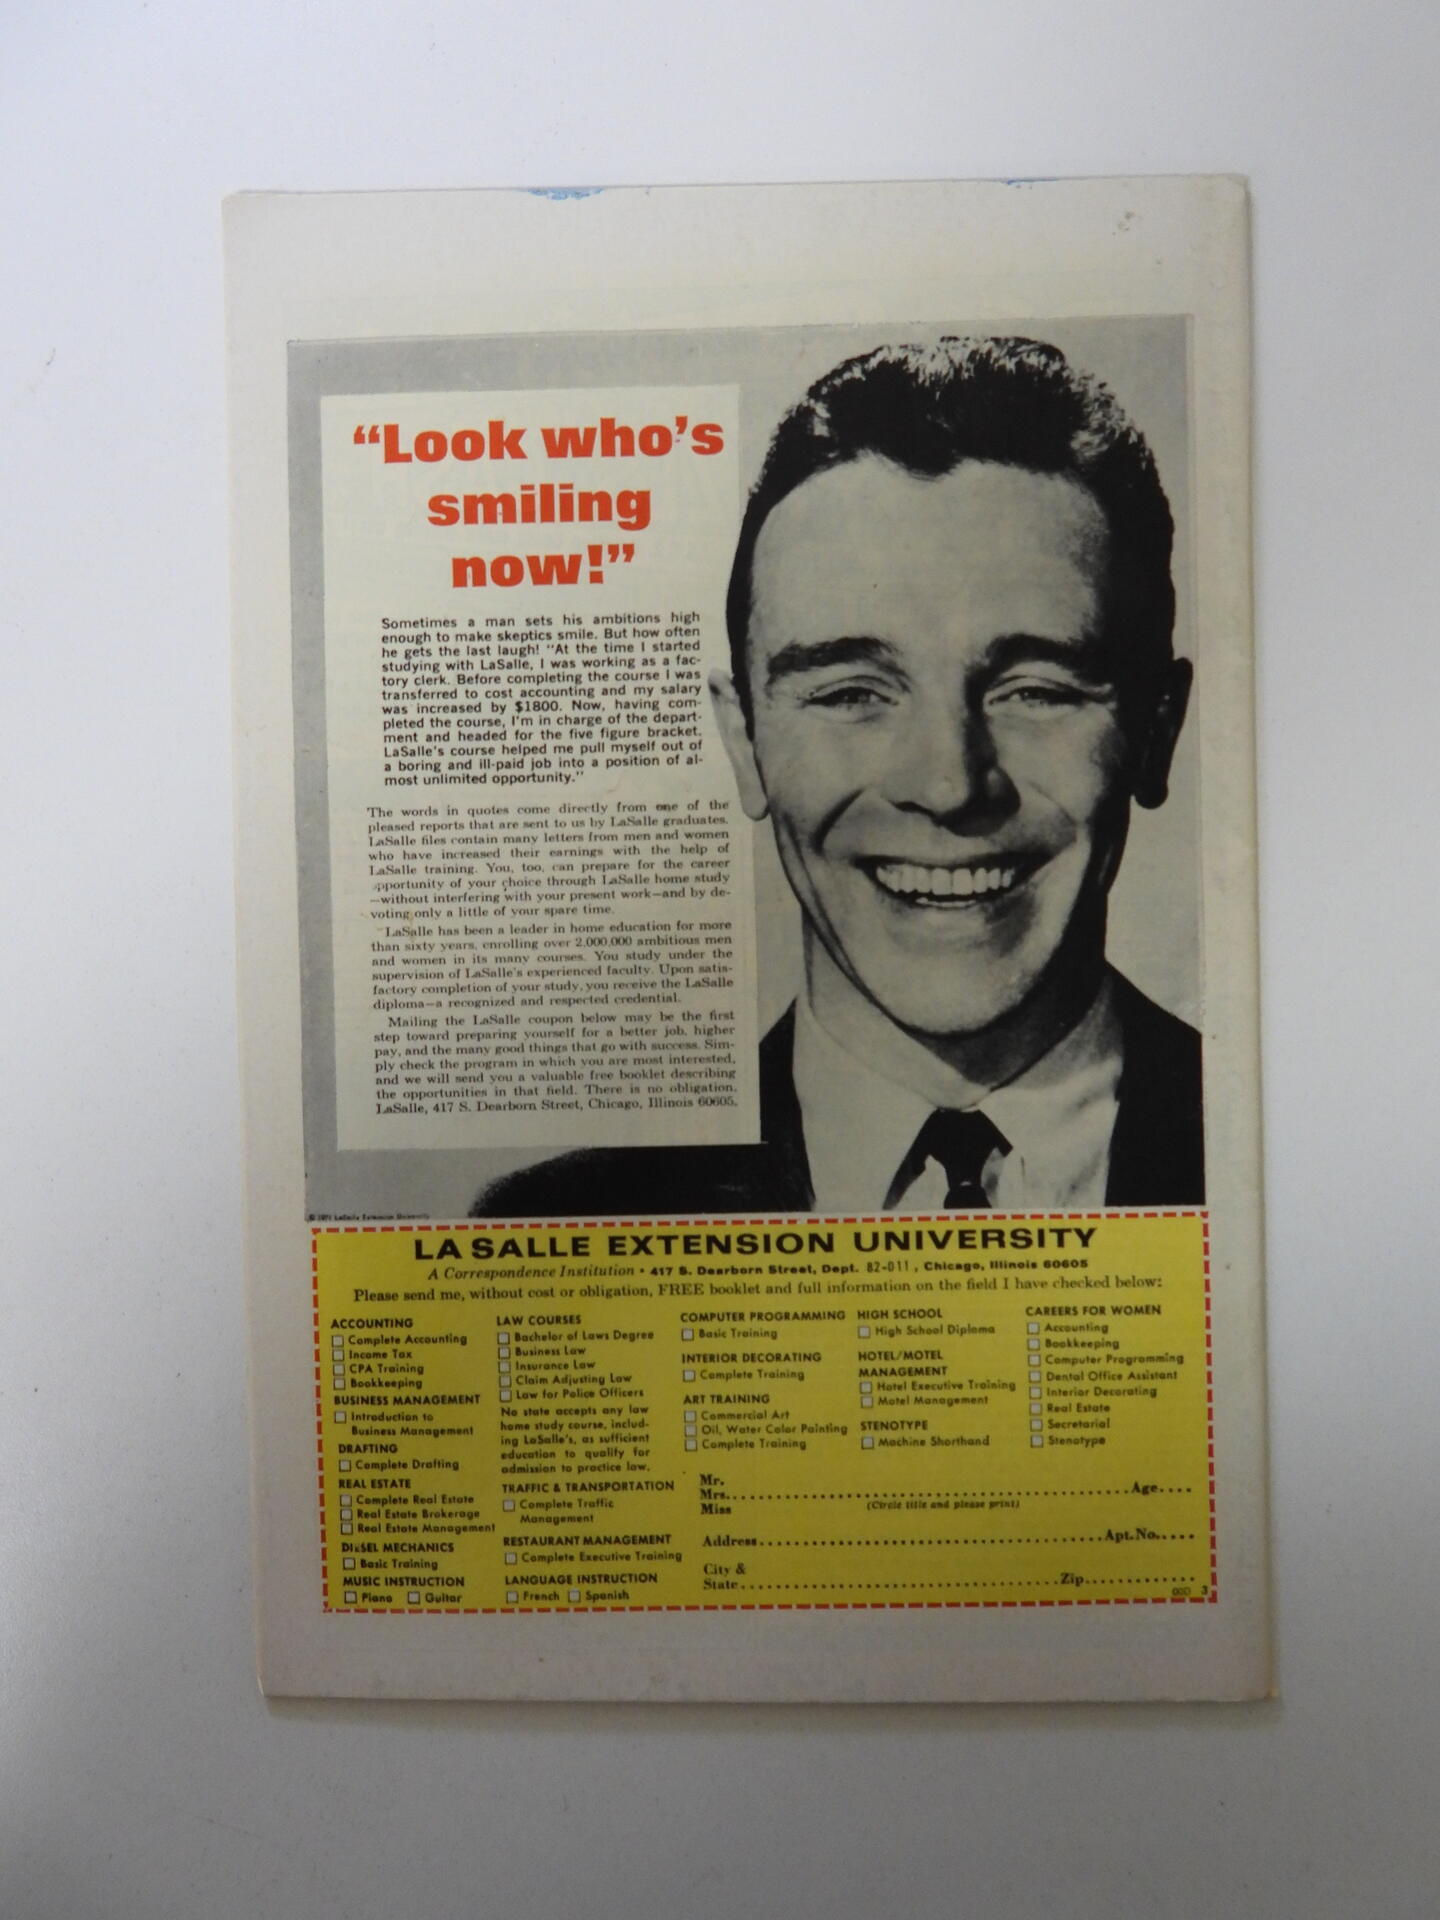 “Look who’s
smiling
now!”
Sometimes a man sets his ambitions high
enough to make skeptics smile. But how often
he gets the last laugh! “At the time I started
studying with LaSalle, I was working as a fac-
tory clerk. Before completing the course I was
transferred to cost accounting and my salary
was increased by $1800. Now, having com-
pleted the course, I’m in charge of the depart-
ment and headed for the five figure bracket.
LaSalle’s course helped me pull myself out of
a boring and ill-paid job into a position of al-
most unlimited opportunity.”
The words in quotes come directly from one of the
pleased reports that are sent to us by LaSalle graduates.
LaSalle files contain many letters from men and women
who have increased their earnings with the help of
LaSalle training. You, too, can prepare for the career
opportunity of your choice through LaSalle home study
—without interfering with your present work—and by de-
voting only a little of your spare time.
LaSalle has been a leader in home education for more
than sixty years, enrolling over 2,000,000 ambitious men
and women in its many courses. You study under the
supervision of LaSalle’s experienced faculty. Upon satis-
factory completion of your study, you receive the LaSalle
diploma—a recognized and respected credential.
Mailing the LaSalle coupon below may be the first
step toward preparing yourself for a better job, higher
pay, and the many good things that go with success. Sim-
ply check the program in which you are most interested,
and we will send you a valuable free booklet describing
the opportunities in that field. There is no obligation.
LaSalle, 417 S. Dearborn Street, Chicago, Illinois 60605.
© 1971 LaSalle Extension University
LA SALLE EXTENSION UNIVERSITY
A Correspondence Institution • 417 S. Dearborn Street, Dept. 82-011, Chicago, Illinois 60605
Please send me, without cost or obligation, FREE booklet and full information on the field I have checked below:
ACCOUNTING
Complete Accounting
Income Tax
CPA Training
Bookkeeping
BUSINESS MANAGEMENT
Introduction to
Business Management
DRAFTING
Complete Drafting
REAL ESTATE
Complete Real Estate
Real Estate Brokerage
Real Estate Management
DIESEL MECHANICS
Basic Training
MUSIC INSTRUCTION
Piano Guitar
LAW COURSES
Bachelor of Laws Degree
Business Law
Insurance Law
Claim Adjusting Law
Law for Police Officers
No state accepts any law
home study course, includ-
ing LaSalle’s, as sufficient
education to qualify for
admission to practice law.
TRAFFIC & TRANSPORTATION
Complete Traffic
Management
RESTAURANT MANAGEMENT
Complete Executive Training
LANGUAGE INSTRUCTION
French Spanish
COMPUTER PROGRAMMING
Basic Training
INTERIOR DECORATING
Complete Training
ART TRAINING
Commercial Art
Oil, Water Color Painting
Complete Training
HIGH SCHOOL
High School Diploma
HOTEL/MOTEL
MANAGEMENT
Hotel Executive Training
Motel Management
STENOTYPE
Machine Shorthand
CAREERS FOR WOMEN
Accounting
Bookkeeping
Computer Programming
Dental Office Assistant
Interior Decorating
Real Estate
Secretarial
Stenotype
Mr.
Mrs. Age
Miss (Circle title and please print)
Address Apt. No.
City &
State Zip
3